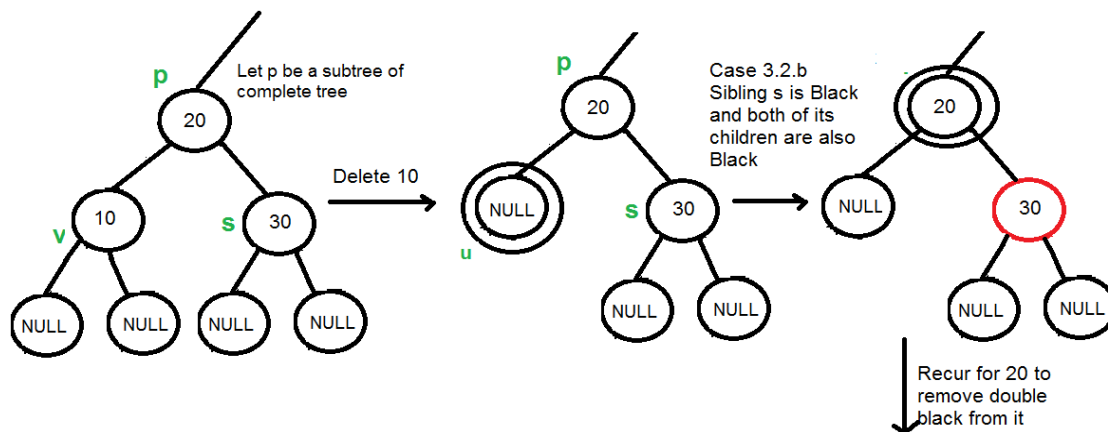 p
Let p be a subtree of
complete tree
20
10
v
s
30
NULL
NULL
NULL
NULL
Delete 10
p
20
NULL
u
s
30
NULL
NULL
Case 3.2.b
Sibling s is Black
and both of its
children are also
Black
20
NULL
30
NULL
NULL
Recur for 20 to
remove double
black from it